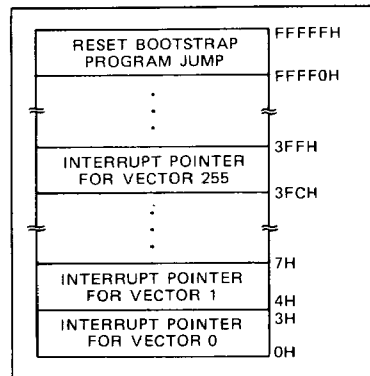 RESET BOOTSTRAP
PROGRAM JUMP
FFFFFH
FFFF0H
3FFH
INTERRUPT POINTER
FOR VECTOR 255
3FCH
7H
INTERRUPT POINTER
FOR VECTOR 1
4H
3H
INTERRUPT POINTER
FOR VECTOR 0
0H